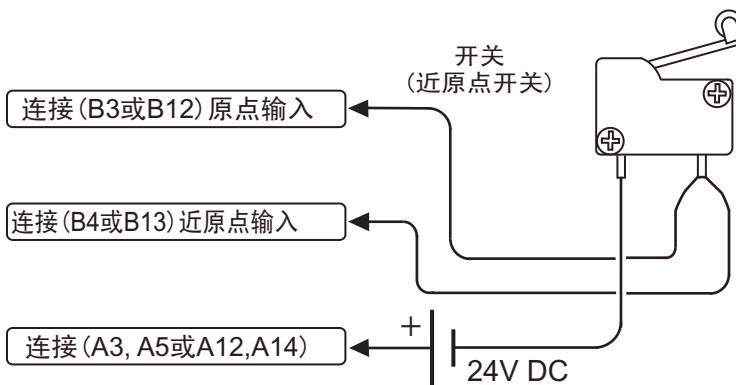 开关
(近原点开关)
连接(B3或B12)原点输入
连接(B4或B13)近原点输入
连接(A3, A5或A12,A14)
+
24V DC